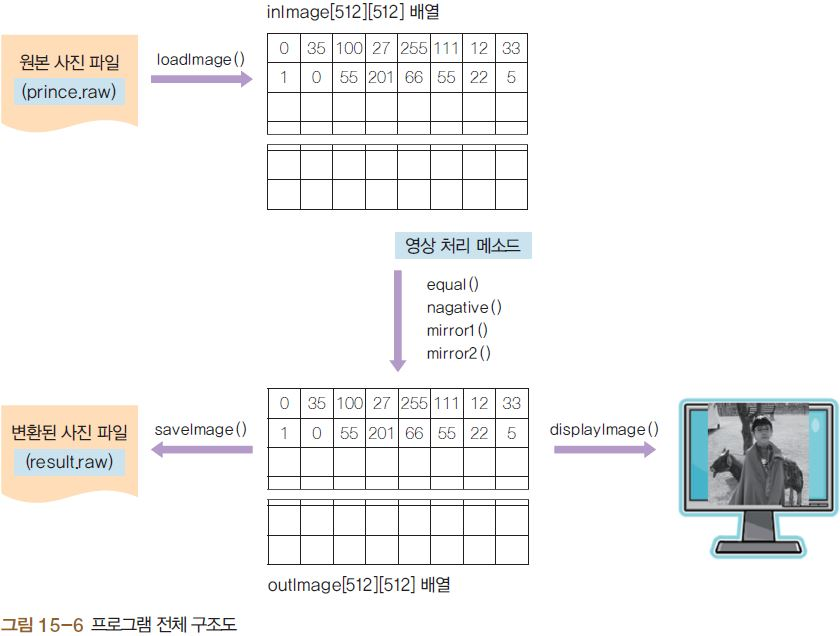 inImage[512][512] 배열
원본 사진 파일
(prince.raw)
loadImage()
0 35 100 27 255 111 12 33
1 0 55 201 66 55 22 5
영상 처리 메소드
equal()
nagative()
mirror1()
mirror2()
변환된 사진 파일
(result.raw)
saveImage()
0 35 100 27 255 111 12 33
1 0 55 201 66 55 22 5
displayImage()
outImage[512][512] 배열
그림 15-6 프로그램 전체 구조도